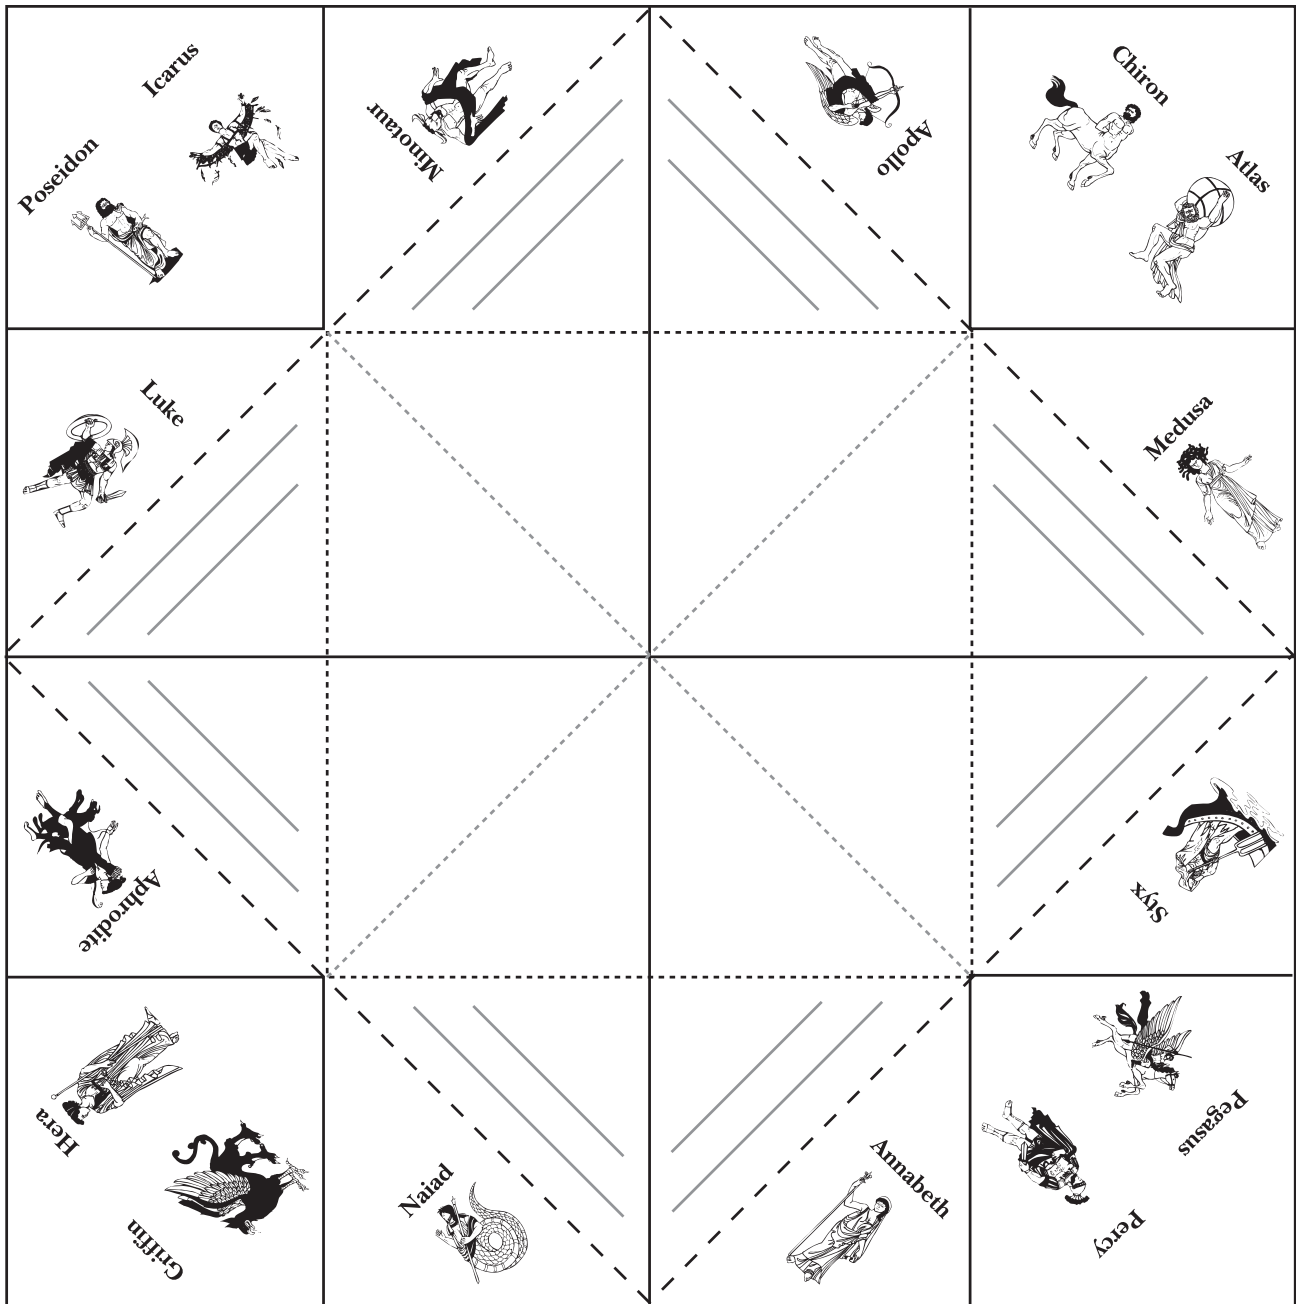 Icarus
Poseidon
Minotaur
Apollo
Chiron
Atlas
Luke
Medusa
Aphrodite
Styx
Hera
Griffin
Naiad
Annabeth
Pegasus
Percy